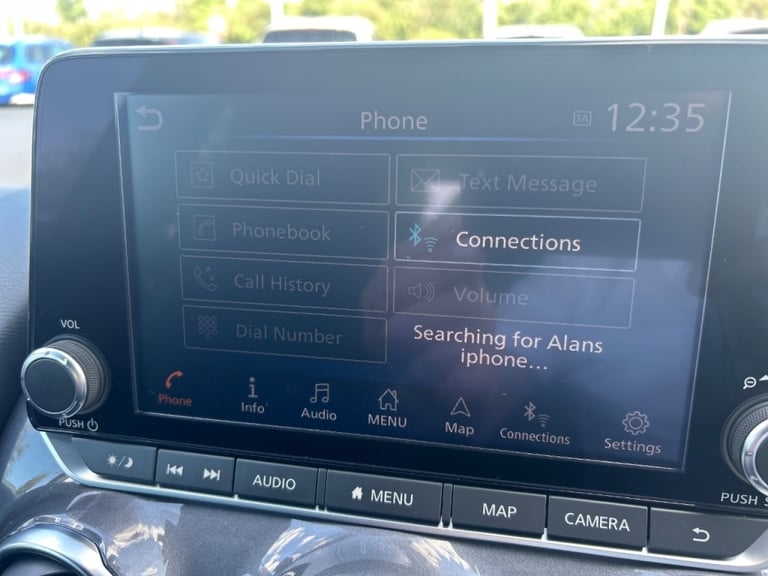 Phone
TA
12:35
Quick Dial
Text Message
Phonebook
Connections
Call History
Volume
Dial Number
Searching for Alans
iphone...
Phone
Info
Audio
MENU
Map
Connections
Settings
VOL
PUSH
AUDIO
MENU
MAP
CAMERA
PUSH